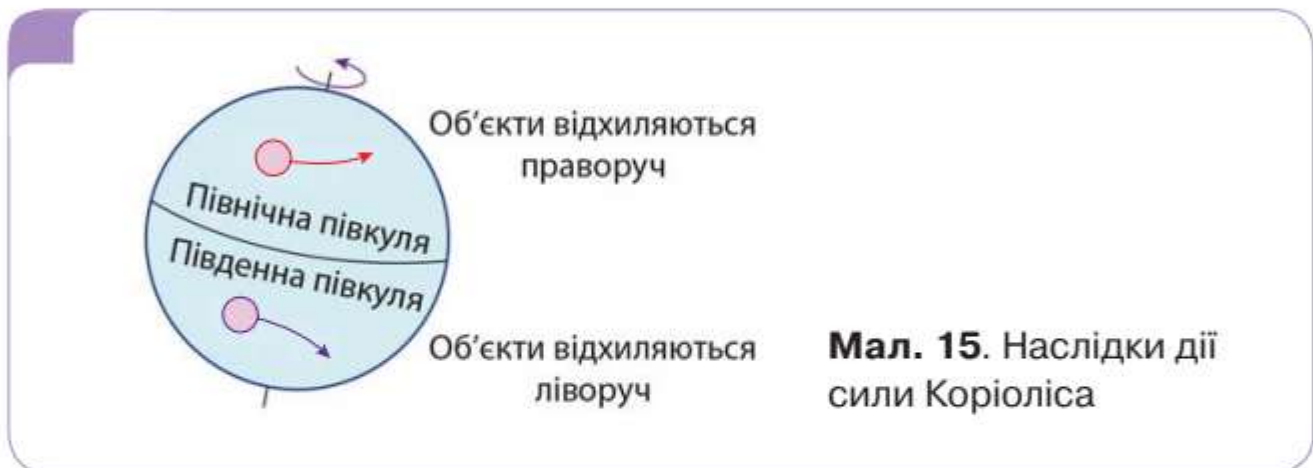 Об’єкти відхиляються
праворуч
Північна півкуля
Південна півкуля
Об’єкти відхиляються
ліворуч
Мал. 15. Наслідки дії
сили Коріоліса